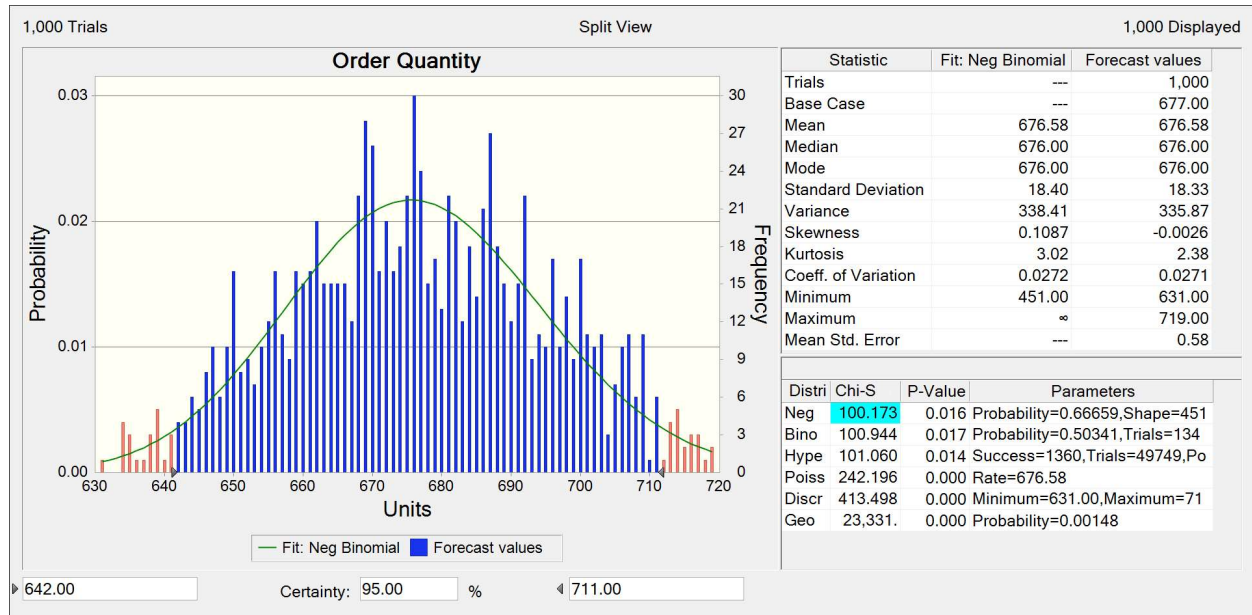 1,000 Trials Split View 1,000 Displayed
Order Quantity
Probability
0.03
0.02
0.01
0.00
30
27
24
21
18
15
12
9
6
3
0
Frequency
630 640 650 660 670 680 690 700 710 720
Units
Fit: Neg Binomial Forecast values
Statistic Fit: Neg Binomial Forecast values
Trials --- 1,000
Base Case --- 677.00
Mean 676.58 676.58
Median 676.00 676.00
Mode 676.00 676.00
Standard Deviation 18.40 18.33
Variance 338.41 335.87
Skewness 0.1087 -0.0026
Kurtosis 3.02 2.38
Coeff. of Variation 0.0272 0.0271
Minimum 451.00 631.00
Maximum ∞ 719.00
Mean Std. Error --- 0.58
Distri Chi-S P-Value Parameters
Neg 100.173 0.016 Probability=0.66659,Shape=451
Bino 100.944 0.017 Probability=0.50341,Trials=134
Hype 101.060 0.014 Success=1360,Trials=49749,Po
Poiss 242.196 0.000 Rate=676.58
Discr 413.498 0.000 Minimum=631.00,Maximum=71
Geo 23,331. 0.000 Probability=0.00148
642.00 Certainty: 95.00 % 711.00